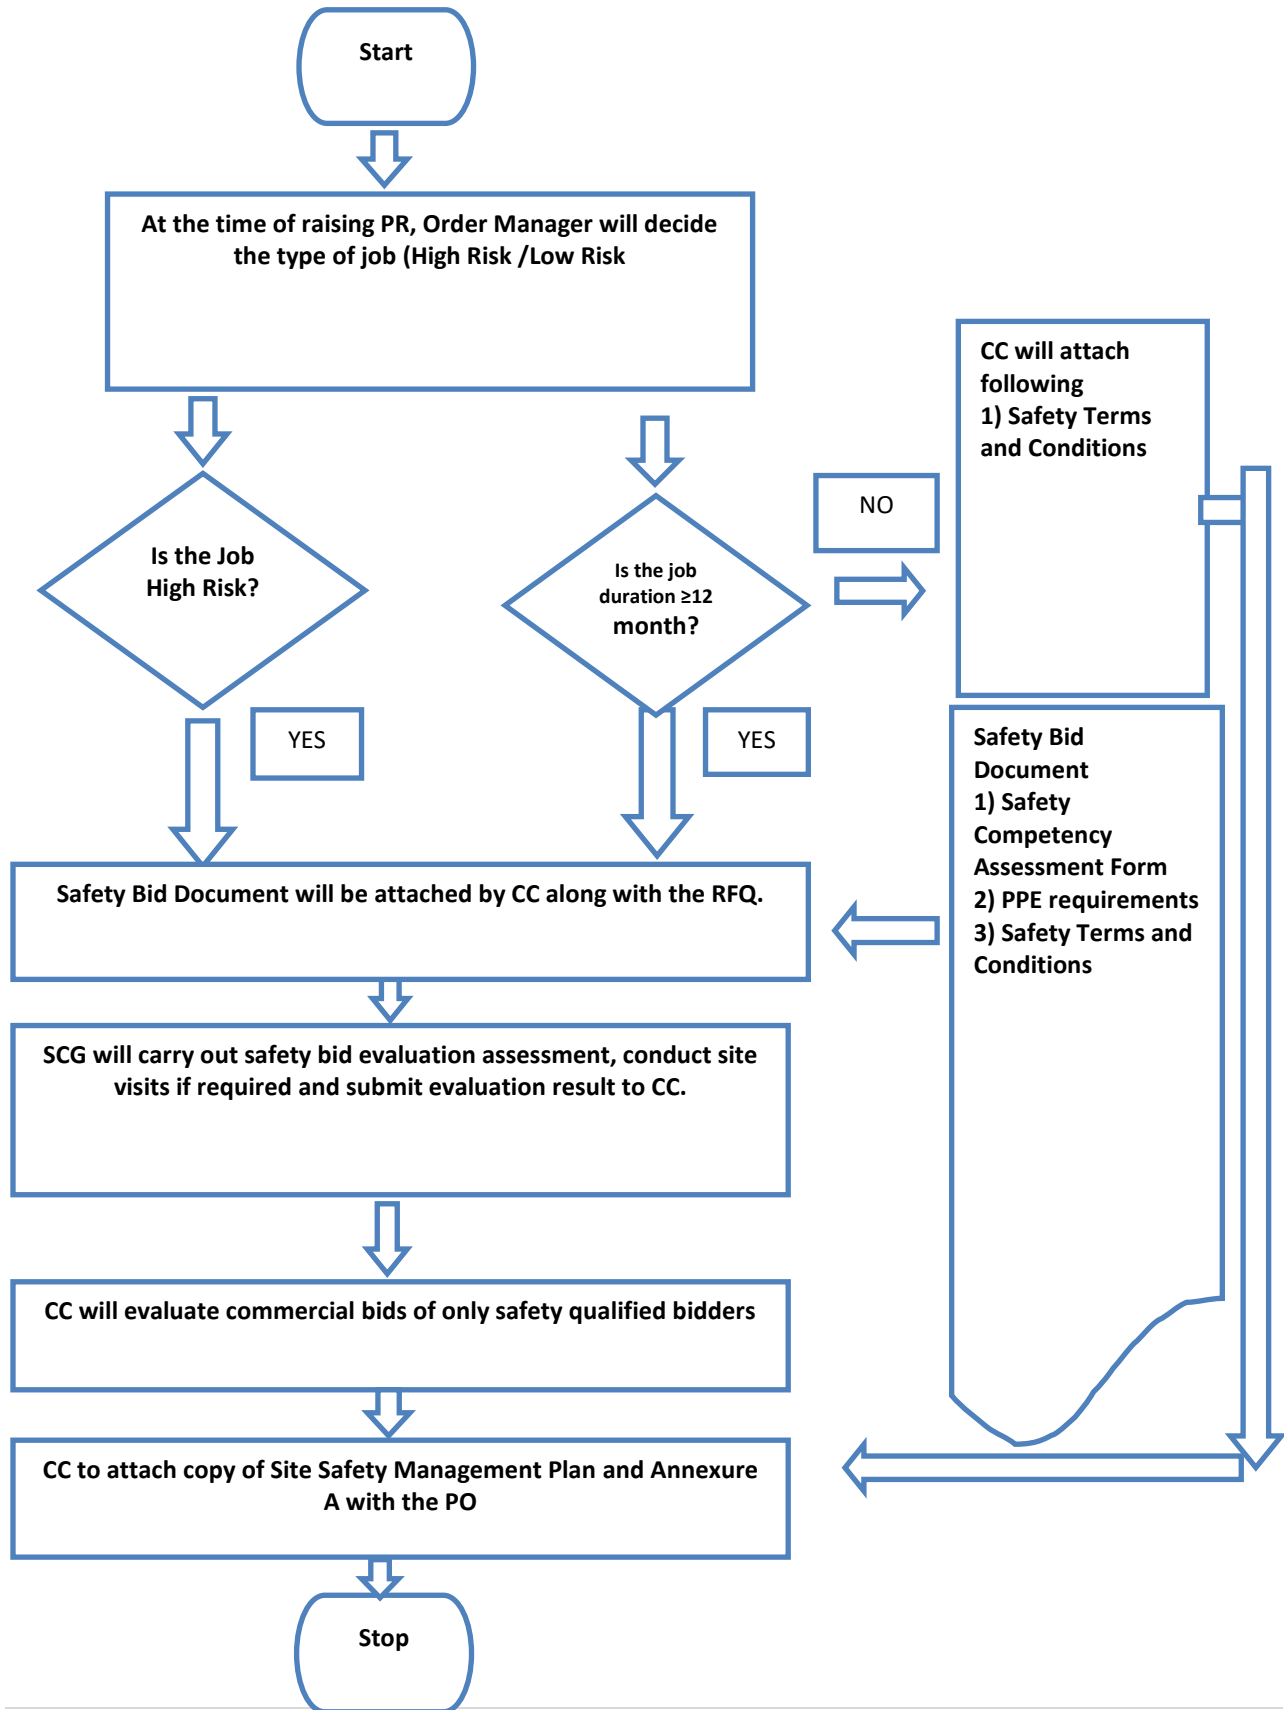 Start
At the time of raising PR, Order Manager will decide
the type of job (High Risk /Low Risk
CC will attach
following
1) Safety Terms
and Conditions
NO
Is the Job
High Risk?
Is the job
duration ≥12
month?
YES
YES
Safety Bid
Document
1) Safety
Competency
Assessment Form
2) PPE requirements
3) Safety Terms and
Conditions
Safety Bid Document will be attached by CC along with the RFQ.
SCG will carry out safety bid evaluation assessment, conduct site
visits if required and submit evaluation result to CC.
CC will evaluate commercial bids of only safety qualified bidders
CC to attach copy of Site Safety Management Plan and Annexure
A with the PO
Stop